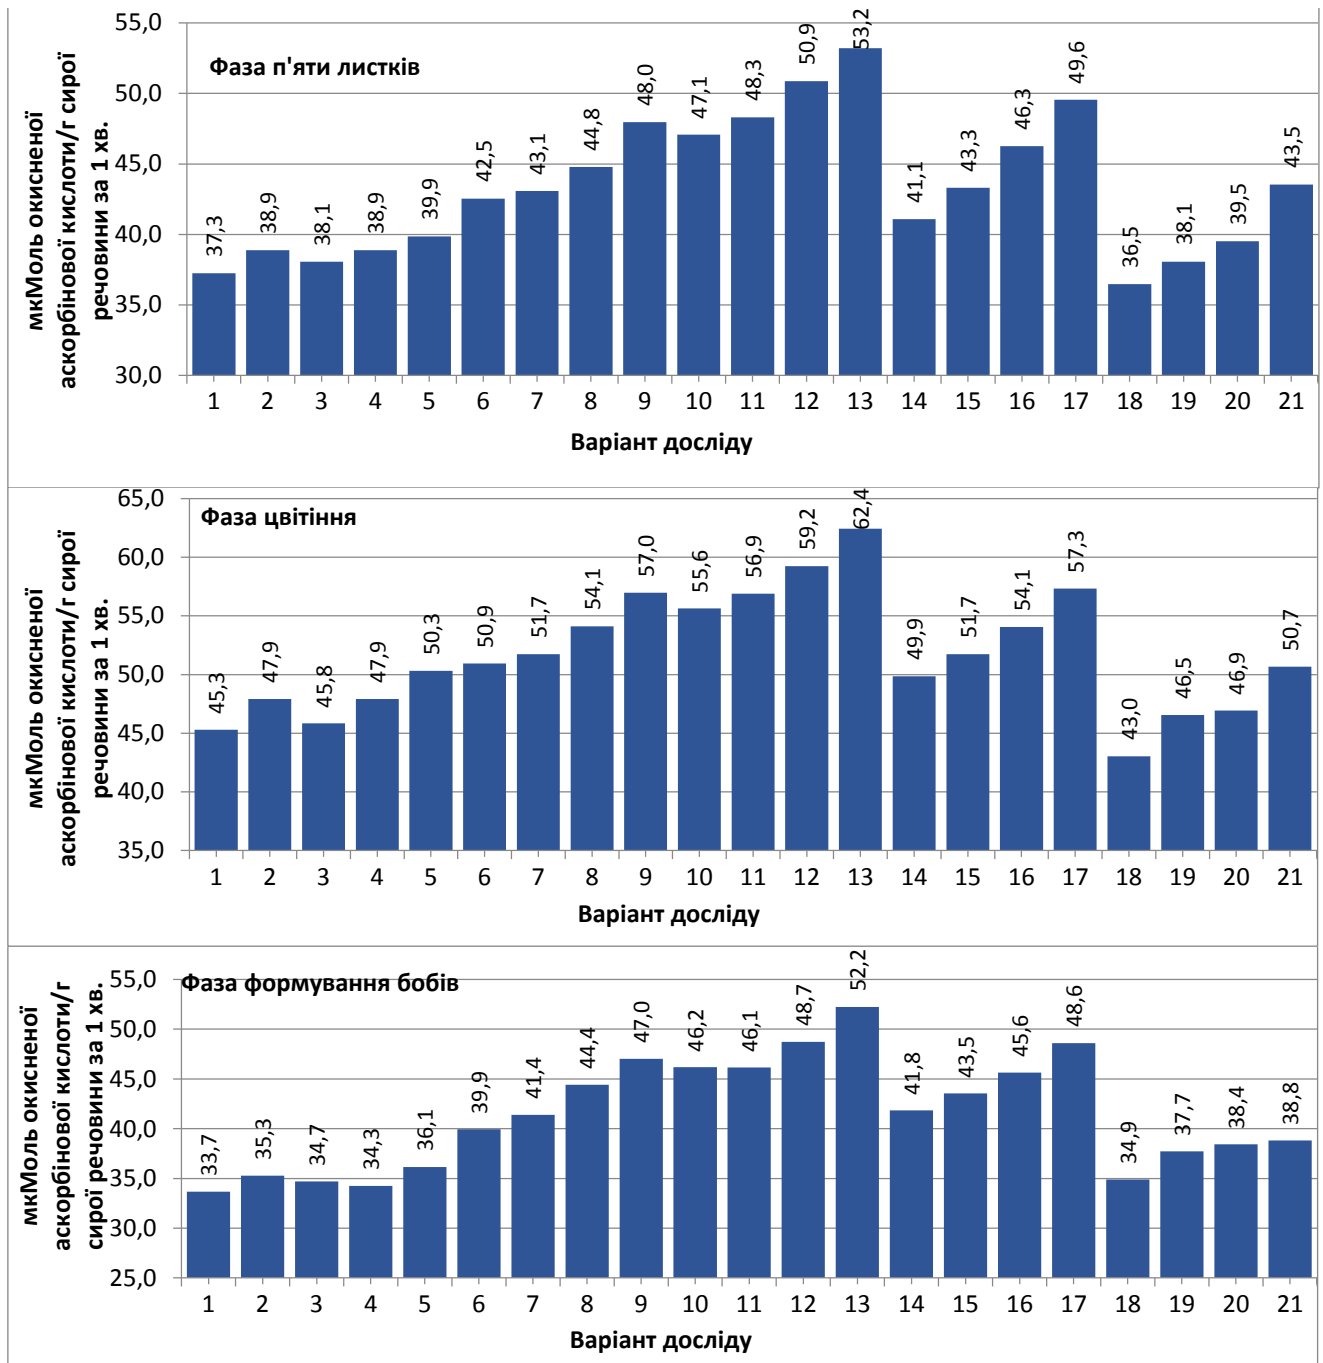 мкМоль окисненої
аскорбінової кислоти/г сирої
речовини за 1 хв.
Фаза п'яти листків
55,0
50,0
45,0
40,0
35,0
30,0
37,3 38,9 38,1 38,9 39,9 42,5 43,1 44,8 48,0 47,1 48,3 50,9 53,2 41,1 43,3 46,3 49,6 36,5 38,1 39,5 43,5
1 2 3 4 5 6 7 8 9 10 11 12 13 14 15 16 17 18 19 20 21
Варіант досліду
мкМоль окисненої
аскорбінової кислоти/г сирої
речовини за 1 хв.
Фаза цвітіння
65,0
60,0
55,0
50,0
45,0
40,0
35,0
45,3 47,9 45,8 47,9 50,3 50,9 51,7 54,1 57,0 55,6 56,9 59,2 62,4 49,9 51,7 54,1 57,3 43,0 46,5 46,9 50,7
1 2 3 4 5 6 7 8 9 10 11 12 13 14 15 16 17 18 19 20 21
Варіант досліду
мкМоль окисненої
аскорбінової кислоти/г
сирої речовини за 1 хв.
Фаза формування бобів
55,0
50,0
45,0
40,0
35,0
30,0
25,0
33,7 35,3 34,7 34,3 36,1 39,9 41,4 44,4 47,0 46,2 46,1 48,7 52,2 41,8 43,5 45,6 48,6 34,9 37,7 38,4 38,8
1 2 3 4 5 6 7 8 9 10 11 12 13 14 15 16 17 18 19 20 21
Варіант досліду